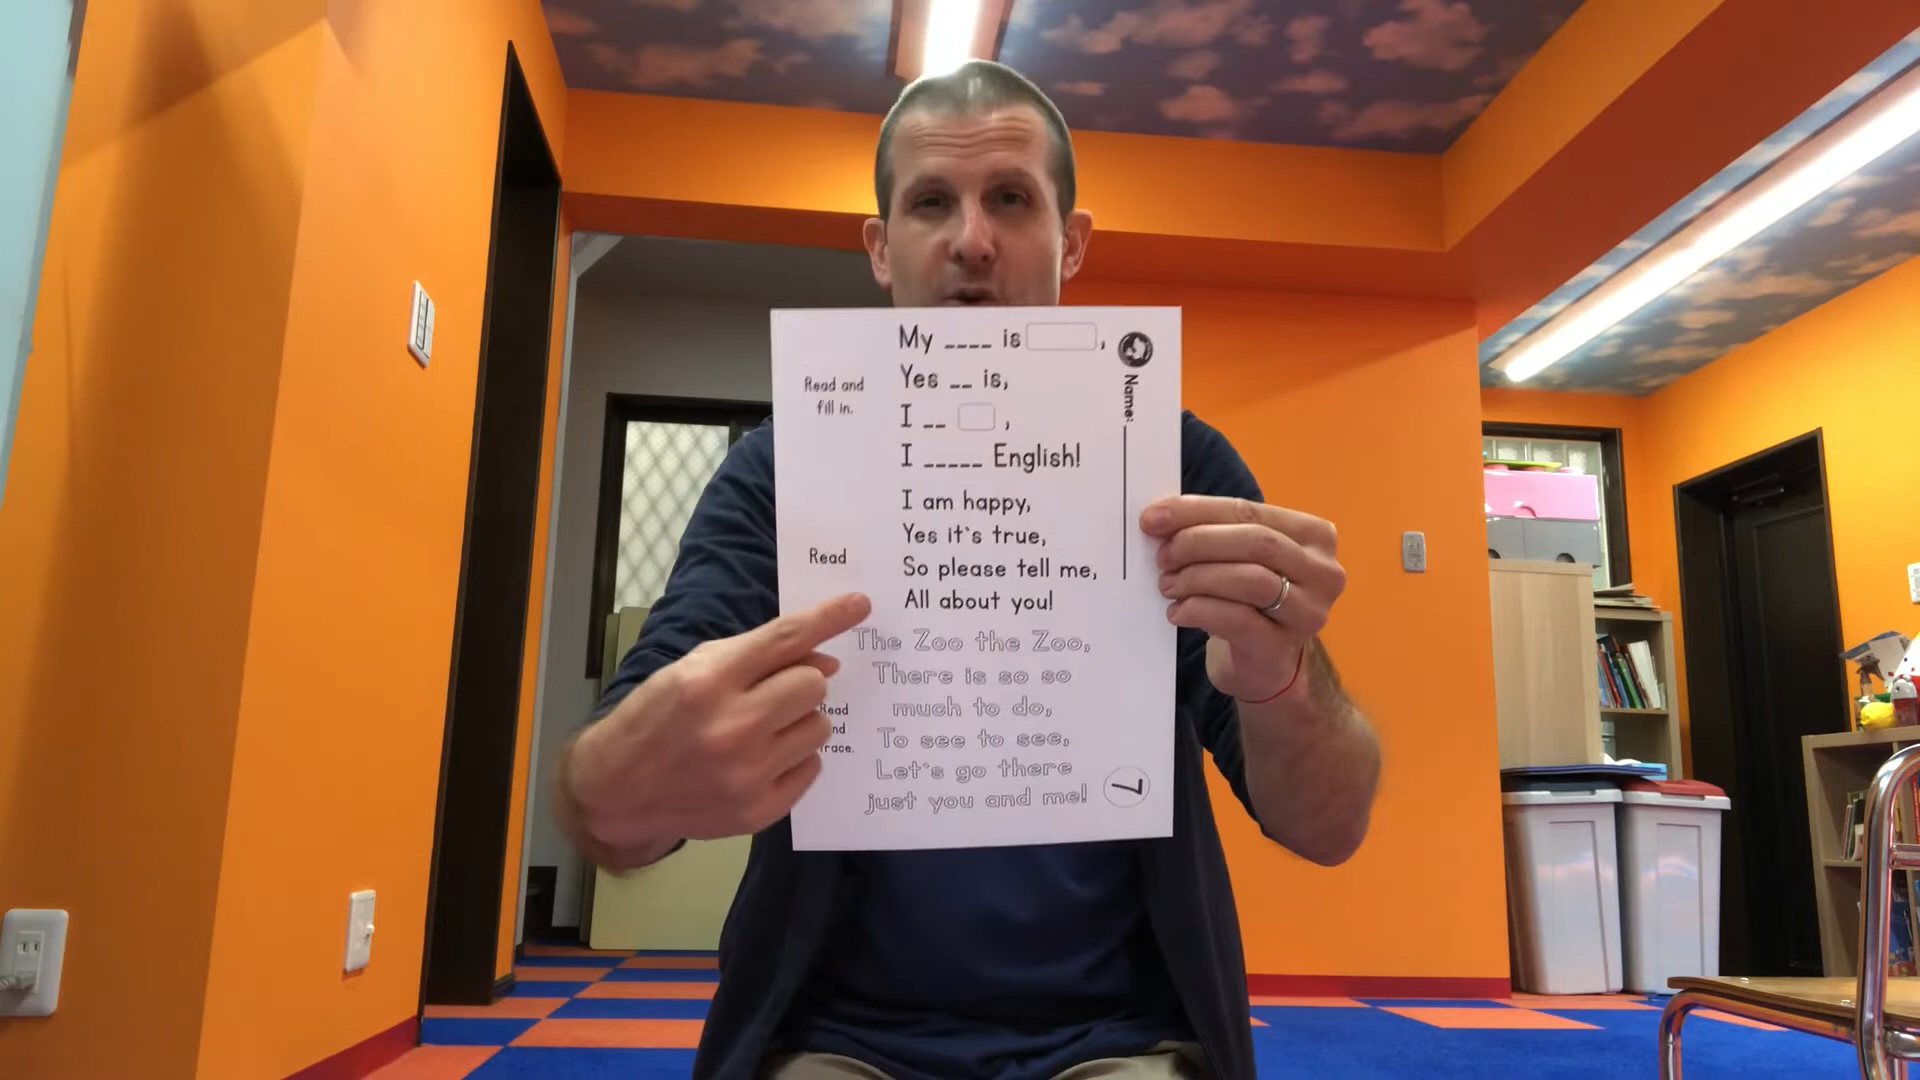 My ____ is ,
Yes __ is,
I __ ,
I _____ English!
Read and
fill in.
I am happy,
Yes it's true,
So please tell me,
All about you!
Read
The Zoo the Zoo,
There is so so
much to do,
To see to see,
Let's go there
just you and me!
Read
nd
race.
Name:
7